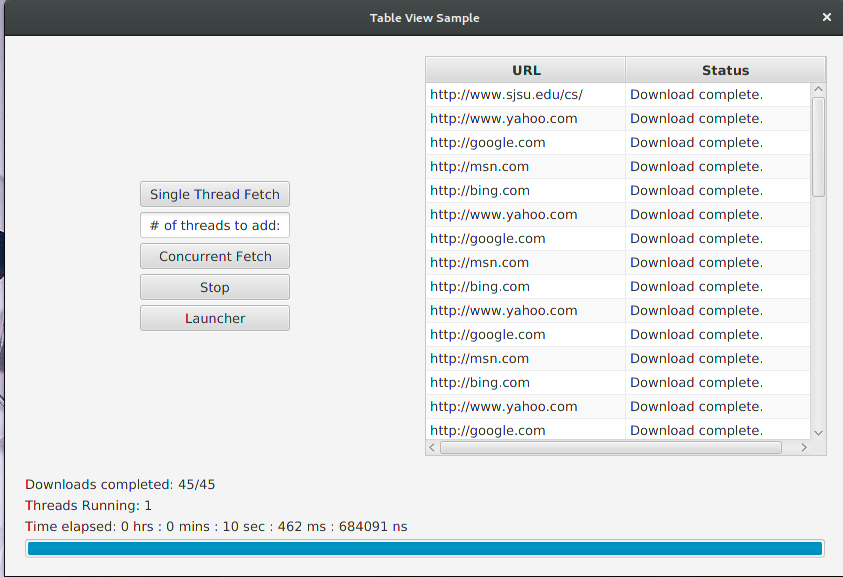 Table View Sample
×
Single Thread Fetch
# of threads to add:
Concurrent Fetch
Stop
Launcher
URL Status
http://www.sjsu.edu/cs/ Download complete.
http://www.yahoo.com Download complete.
http://google.com Download complete.
http://msn.com Download complete.
http://bing.com Download complete.
http://www.yahoo.com Download complete.
http://google.com Download complete.
http://msn.com Download complete.
http://bing.com Download complete.
http://www.yahoo.com Download complete.
http://google.com Download complete.
http://msn.com Download complete.
http://bing.com Download complete.
http://www.yahoo.com Download complete.
http://google.com Download complete.
Downloads completed: 45/45
Threads Running: 1
Time elapsed: 0 hrs : 0 mins : 10 sec : 462 ms : 684091 ns